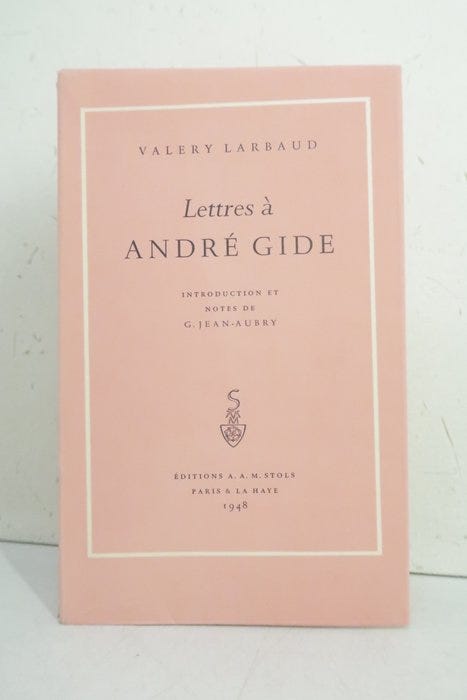 VALERY LARBAUD
Lettres à
ANDRÉ GIDE
INTRODUCTION ET
NOTES DE
G. JEAN-AUBRY
ÉDITIONS A. A. M. STOLS
PARIS & LA HAYE
1948